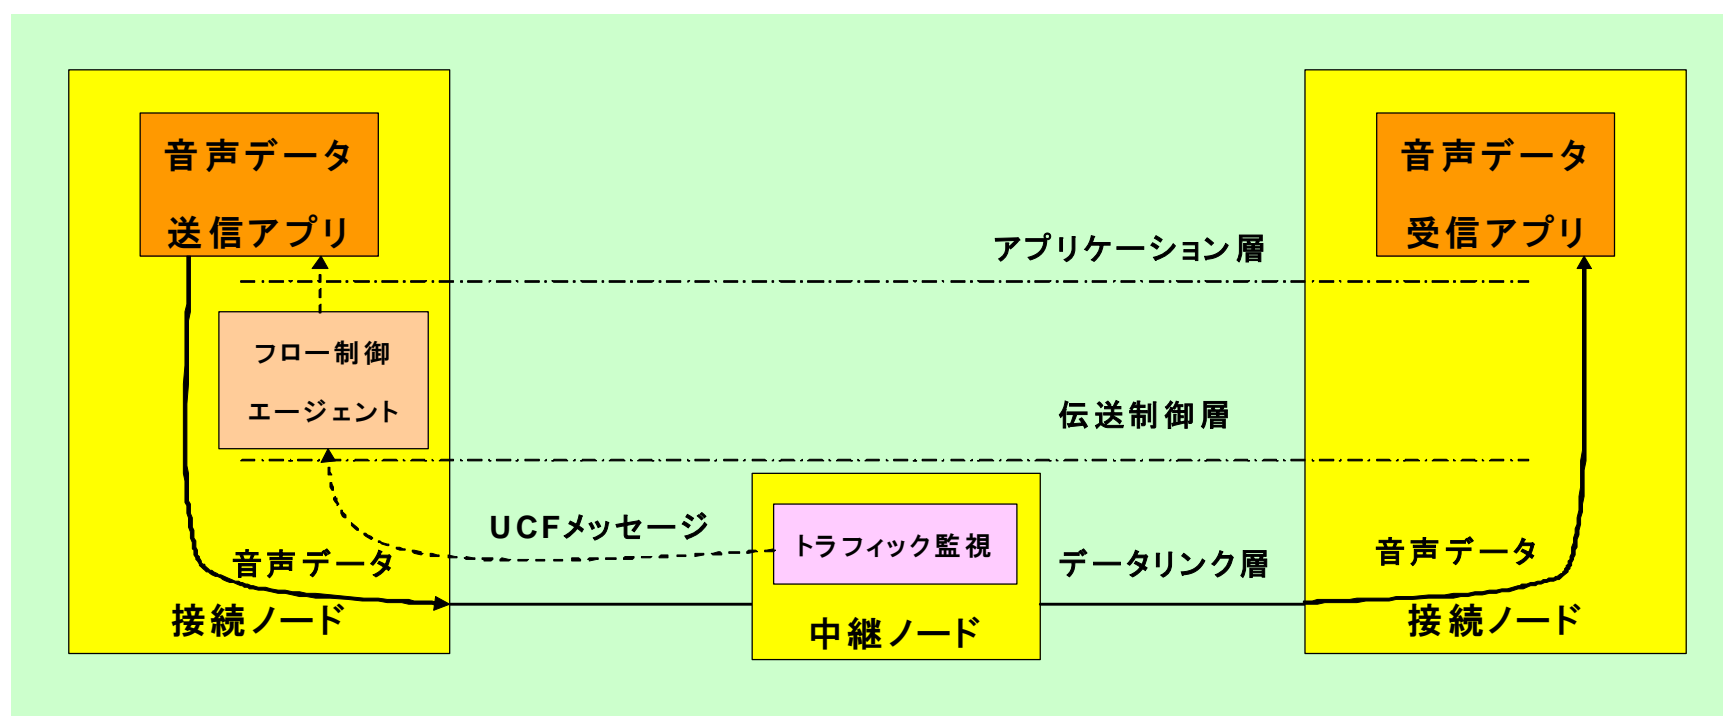 音声データ
送信アプリ
フロー制御
エージェント
UCFメッセージ
音声データ
接続ノード
アプリケーション層
伝送制御層
データリンク層
トラフィック監視
中継ノード
音声データ
受信アプリ
音声データ
接続ノード